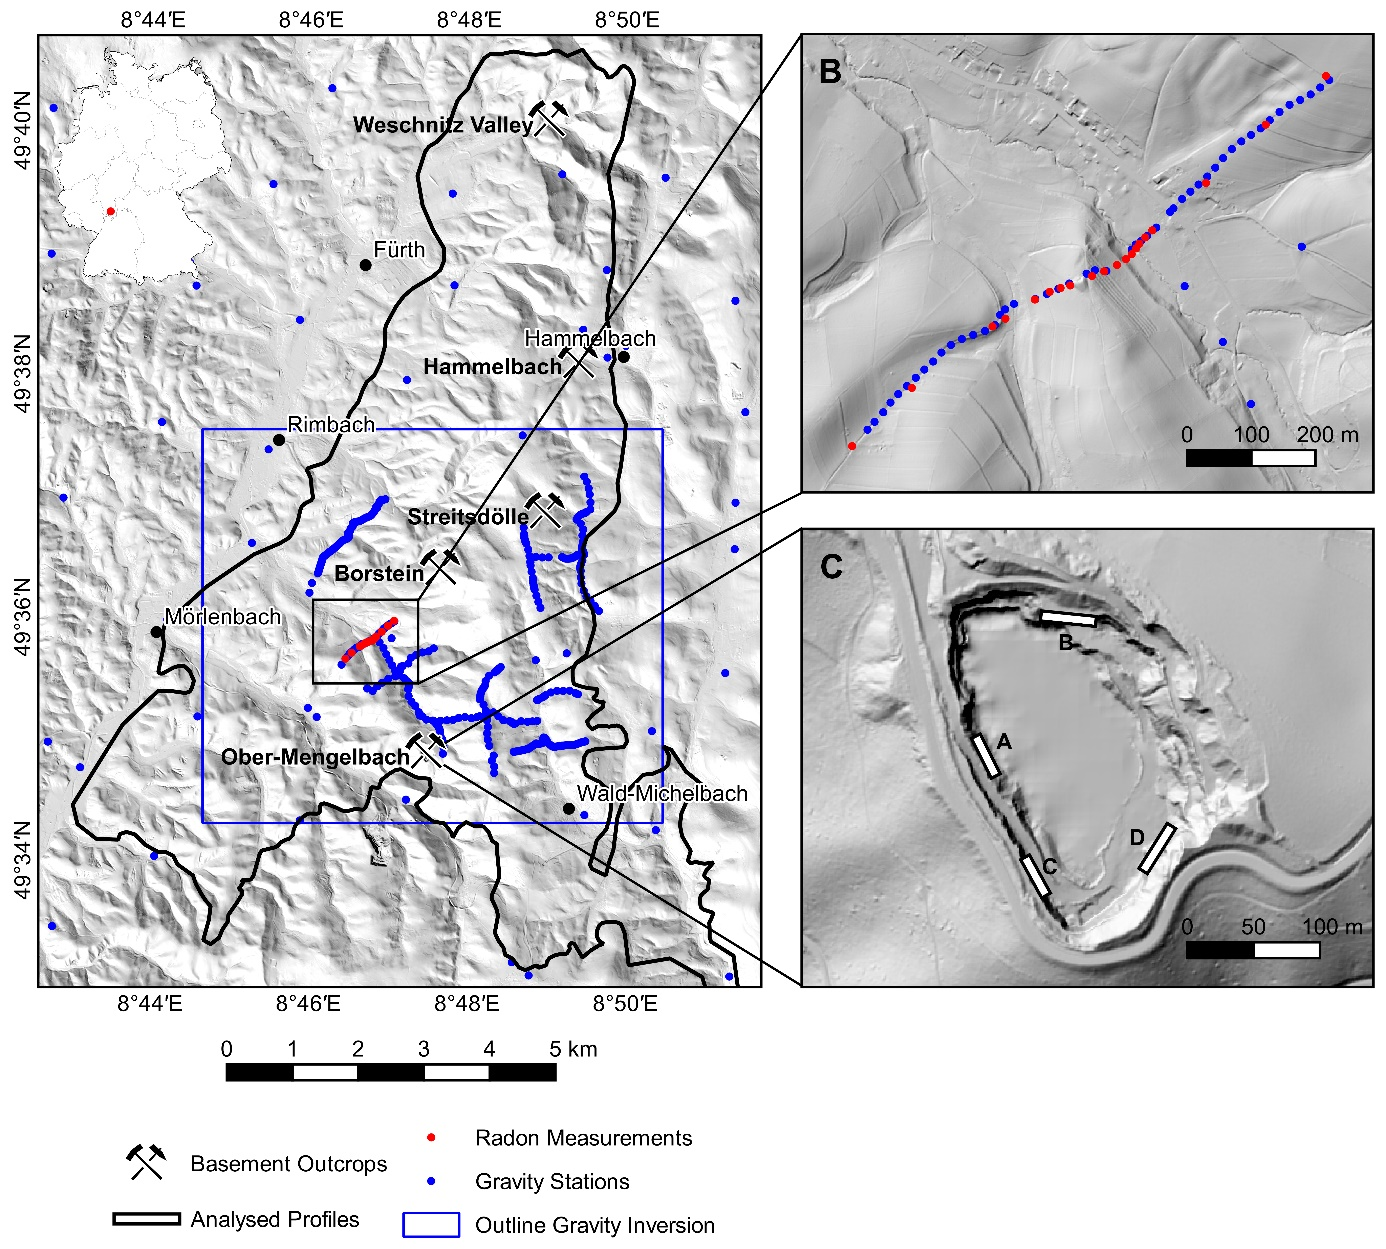 8°44'E 8°46'E 8°48'E 8°50'E
49°40'N
49°38'N
49°36'N
49°34'N
Weschnitz Valley
Fürth
Hammelbach
Hammelbach
Rimbach
Streitsdölle
Borstein
Mörlenbach
Ober-Mengelbach
Wald-Michelbach
8°44'E 8°46'E 8°48'E 8°50'E
0 1 2 3 4 5 km
B
0 100 200 m
C
B
A
D
C
0 50 100 m
Basement Outcrops
Analysed Profiles
Radon Measurements
Gravity Stations
Outline Gravity Inversion